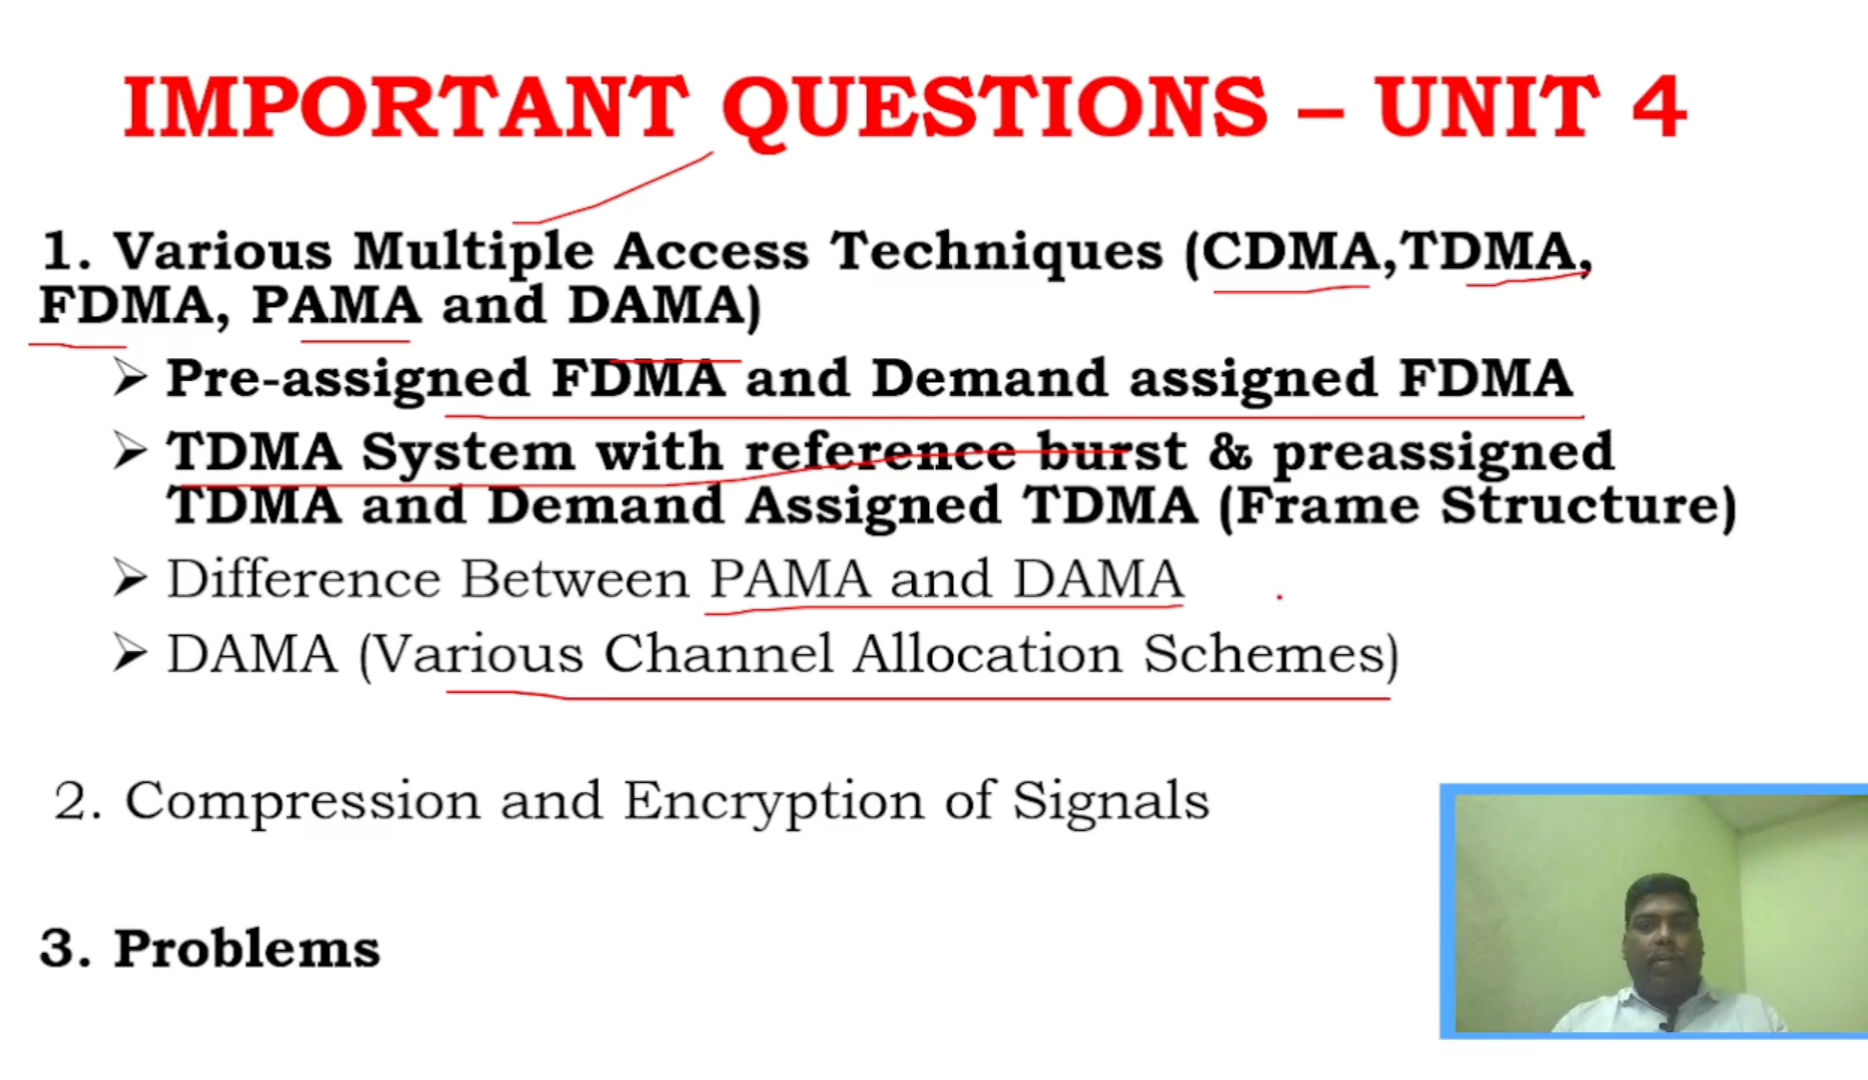 IMPORTANT QUESTIONS – UNIT 4
1. Various Multiple Access Techniques (CDMA,TDMA,
FDMA, PAMA and DAMA)
➢ Pre-assigned FDMA and Demand assigned FDMA
➢ TDMA System with reference burst & preassigned
TDMA and Demand Assigned TDMA (Frame Structure)
➢ Difference Between PAMA and DAMA
➢ DAMA (Various Channel Allocation Schemes)
2. Compression and Encryption of Signals
3. Problems